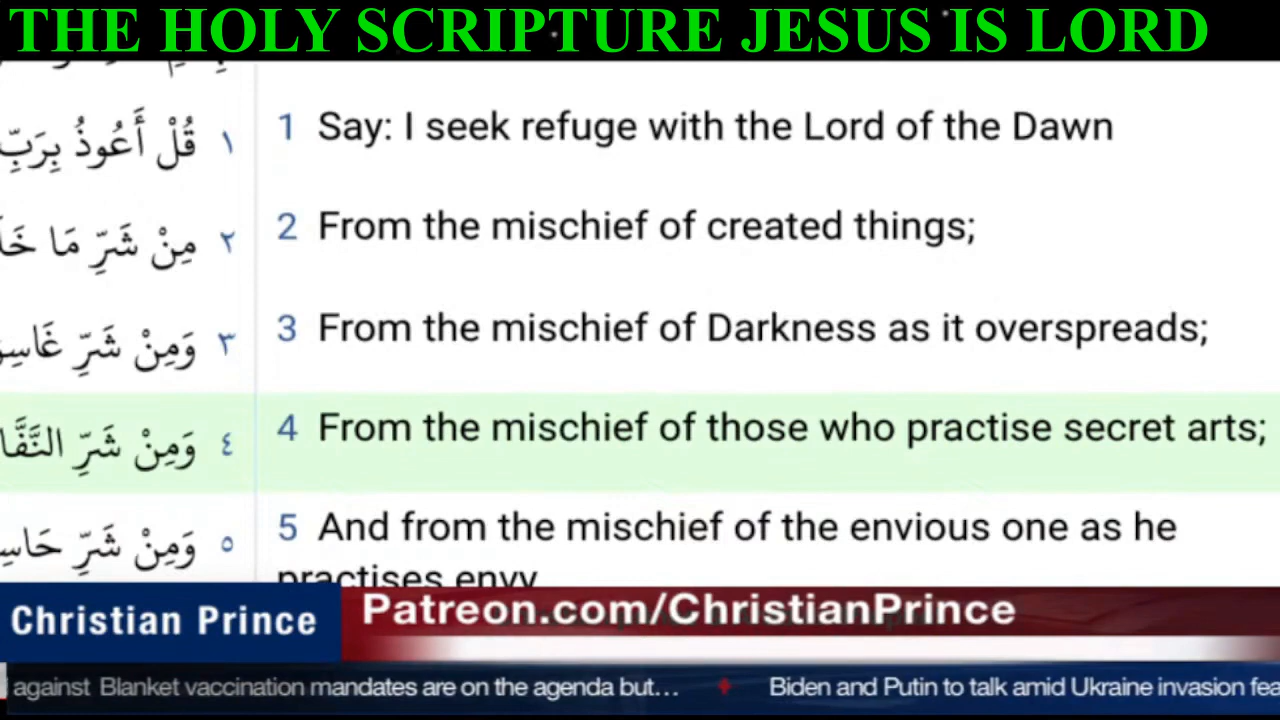 THE HOLY SCRIPTURE JESUS IS LORD
١ قُلْ أَعُوذُ بِرَبِّ
1 Say: I seek refuge with the Lord of the Dawn
٢ مِنْ شَرِّ مَا
2 From the mischief of created things;
٣ وَمِنْ شَرِّ
3 From the mischief of Darkness as it overspreads;
٤ وَمِنْ شَرِّ
4 From the mischief of those who practise secret arts;
٥ وَمِنْ شَرِّ
5 And from the mischief of the envious one as he
practises envy
Christian Prince
Patreon.com/ChristianPrince
against Blanket vaccination mandates are on the agenda but... Biden and Putin to talk amid Ukraine invasion